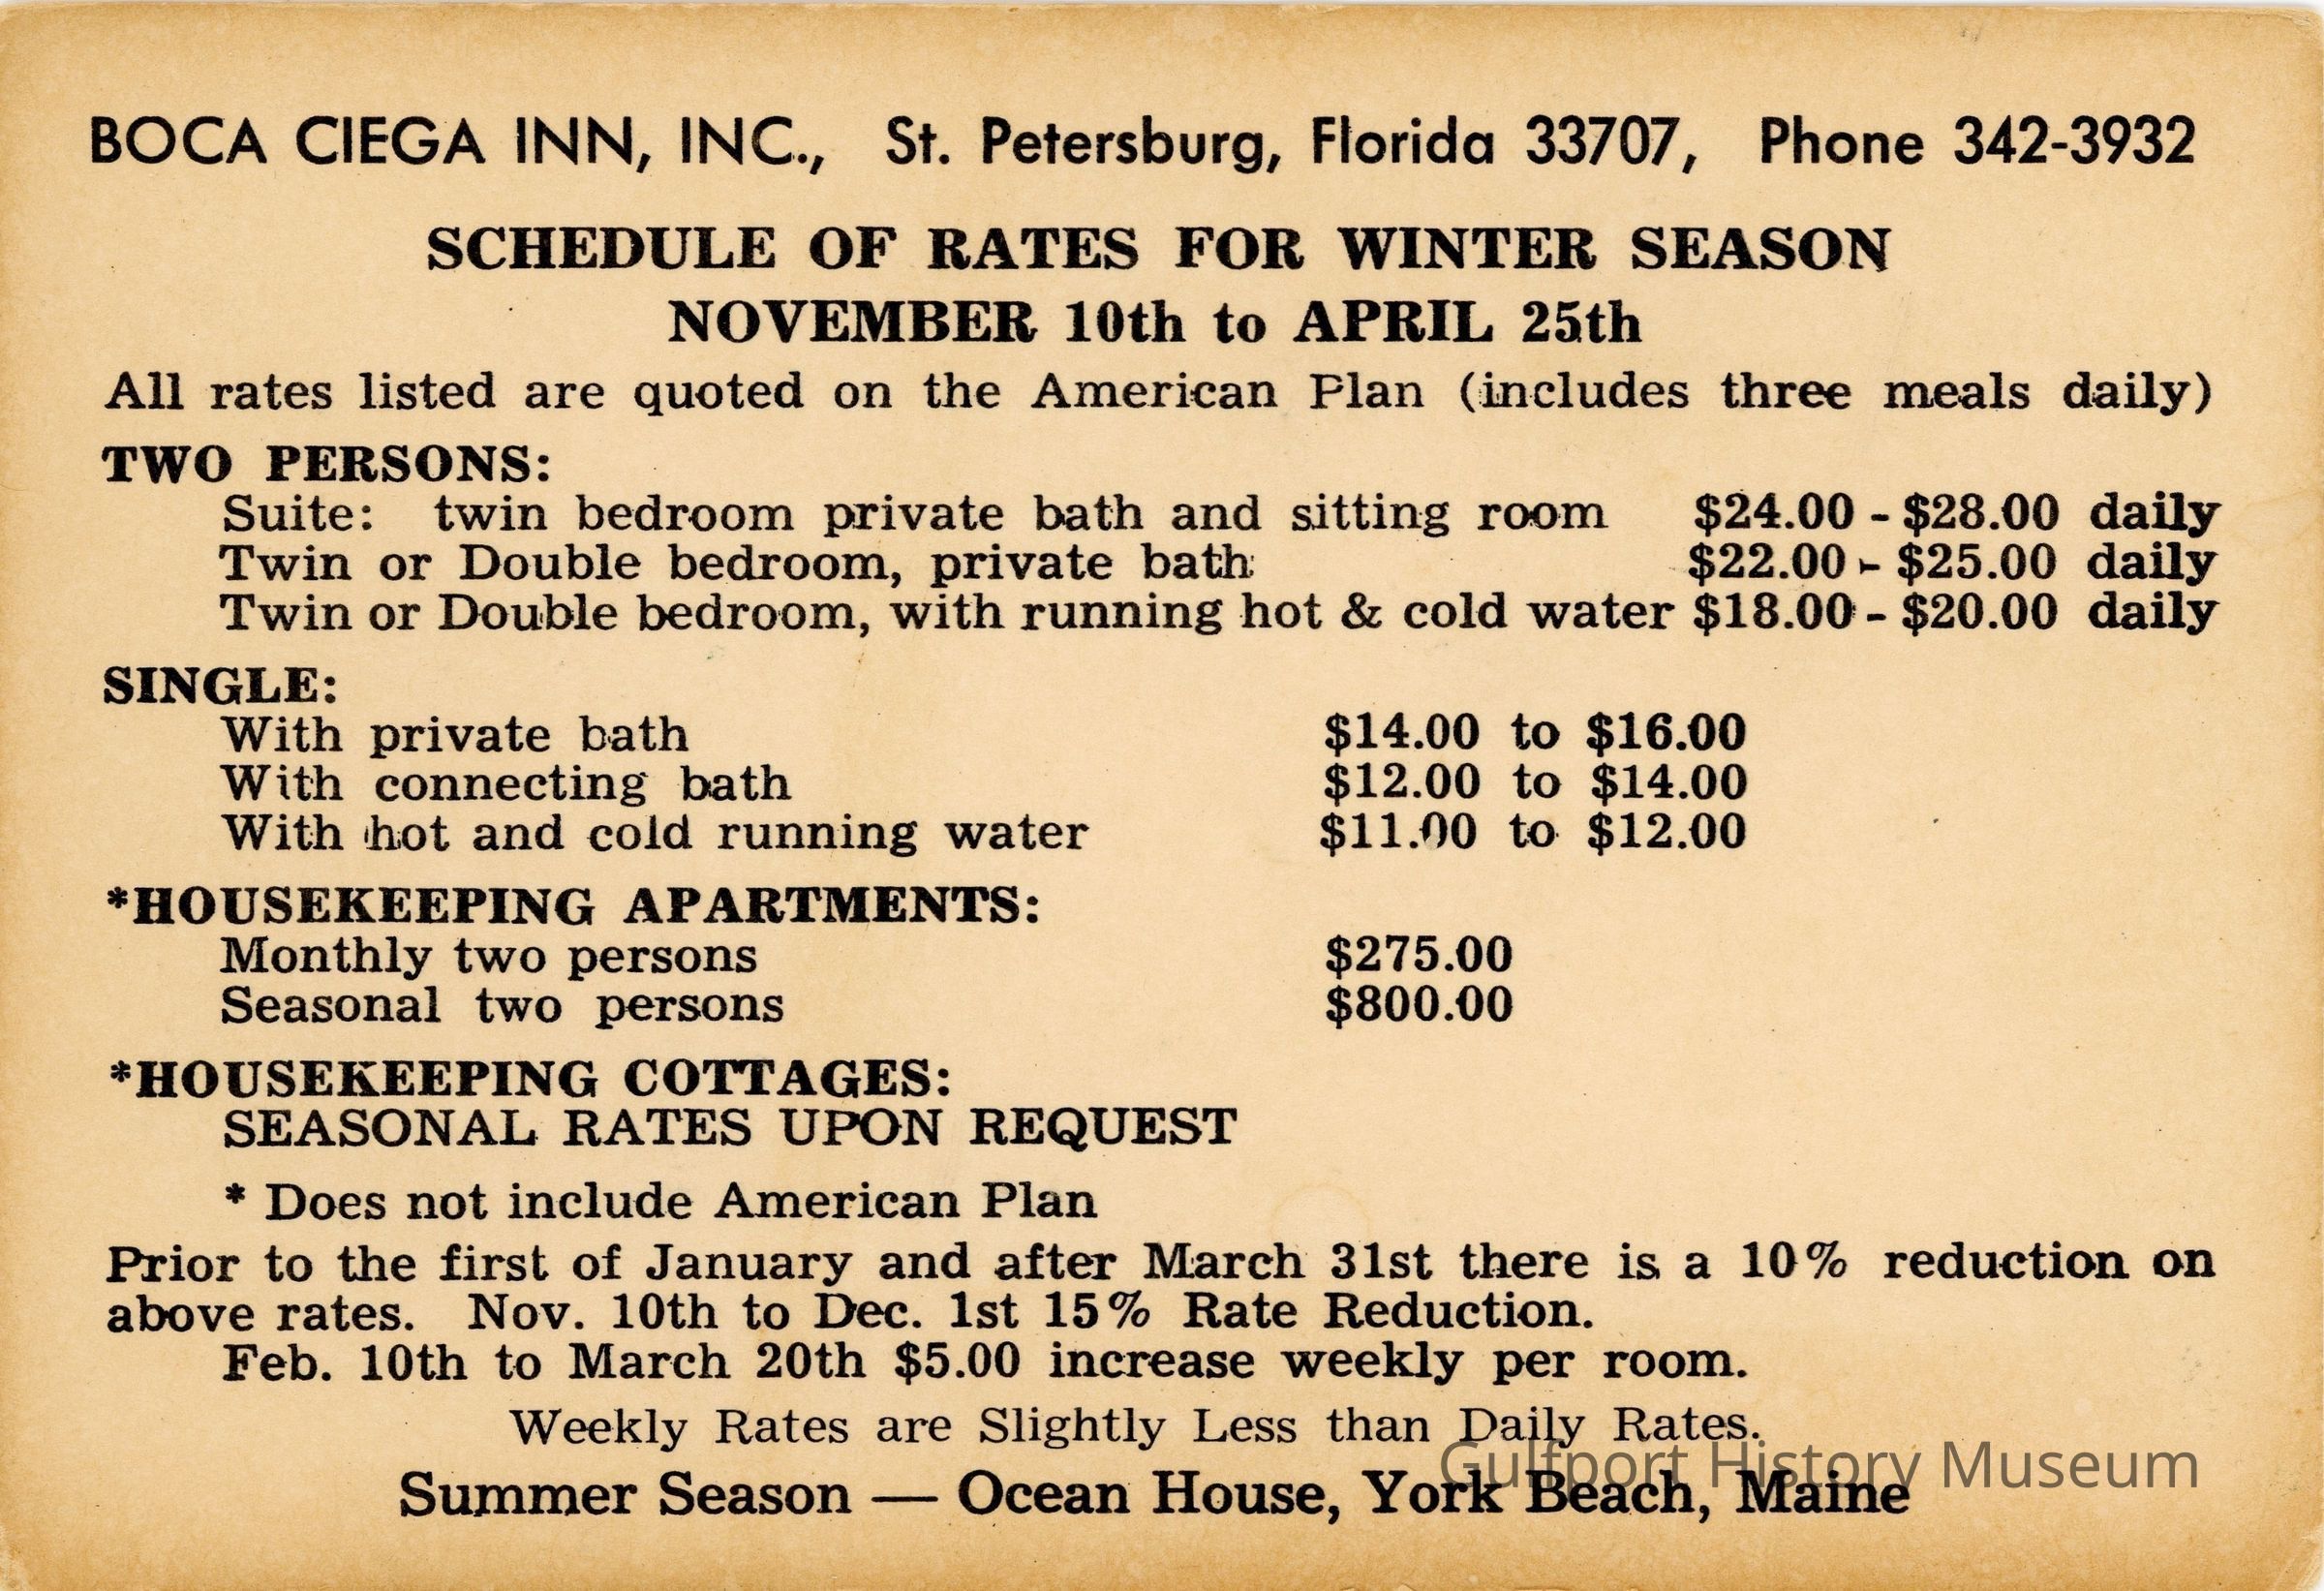 BOCA CIEGA INN, INC., St. Petersburg, Florida 33707, Phone 342-3932
SCHEDULE OF RATES FOR WINTER SEASON
NOVEMBER 10th to APRIL 25th
All rates listed are quoted on the American Plan (includes three meals daily)
TWO PERSONS:
Suite: twin bedroom private bath and sitting room $24.00 - $28.00 daily
Twin or Double bedroom, private bath $22.00 - $25.00 daily
Twin or Double bedroom, with running hot & cold water $18.00 - $20.00 daily
SINGLE:
With private bath $14.00 to $16.00
With connecting bath $12.00 to $14.00
With hot and cold running water $11.00 to $12.00
*HOUSEKEEPING APARTMENTS:
Monthly two persons $275.00
Seasonal two persons $800.00
*HOUSEKEEPING COTTAGES:
SEASONAL RATES UPON REQUEST
* Does not include American Plan
Prior to the first of January and after March 31st there is a 10% reduction on
above rates. Nov. 10th to Dec. 1st 15% Rate Reduction.
Feb. 10th to March 20th $5.00 increase weekly per room.
Weekly Rates are Slightly Less than Daily Rates.
Gulfport History Museum
Summer Season — Ocean House, York Beach, Maine